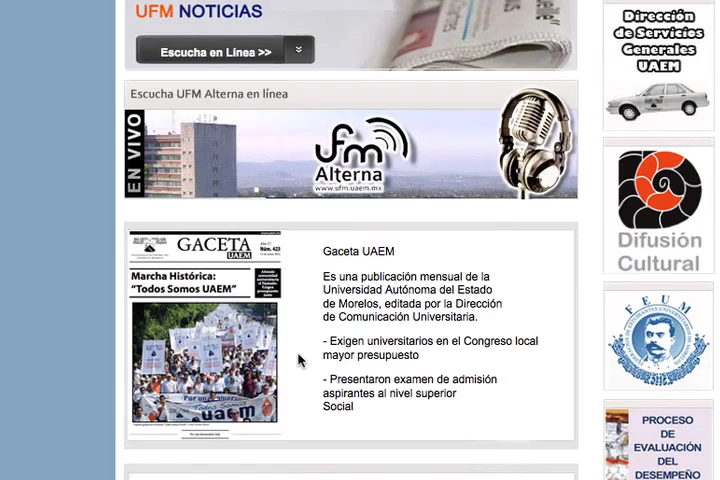 UFM NOTICIAS
Escucha en Línea >>
Escucha UFM Alterna en línea
EN VIVO
ufm
Alterna
www.ufm.uaem.mx
GACETA
UAEM
Núm. 423
Marcha Histórica:
"Todos Somos UAEM"
uaem
Gaceta UAEM
Es una publicación mensual de la
Universidad Autónoma del Estado
de Morelos, editada por la Dirección
de Comunicación Universitaria.
- Exigen universitarios en el Congreso local
mayor presupuesto
- Presentaron examen de admisión
aspirantes al nivel superior
Social
Dirección
de Servicios
Generales
UAEM
Difusión
Cultural
FEUM
PROCESO
DE
EVALUACIÓN
DEL
DESEMPEÑO